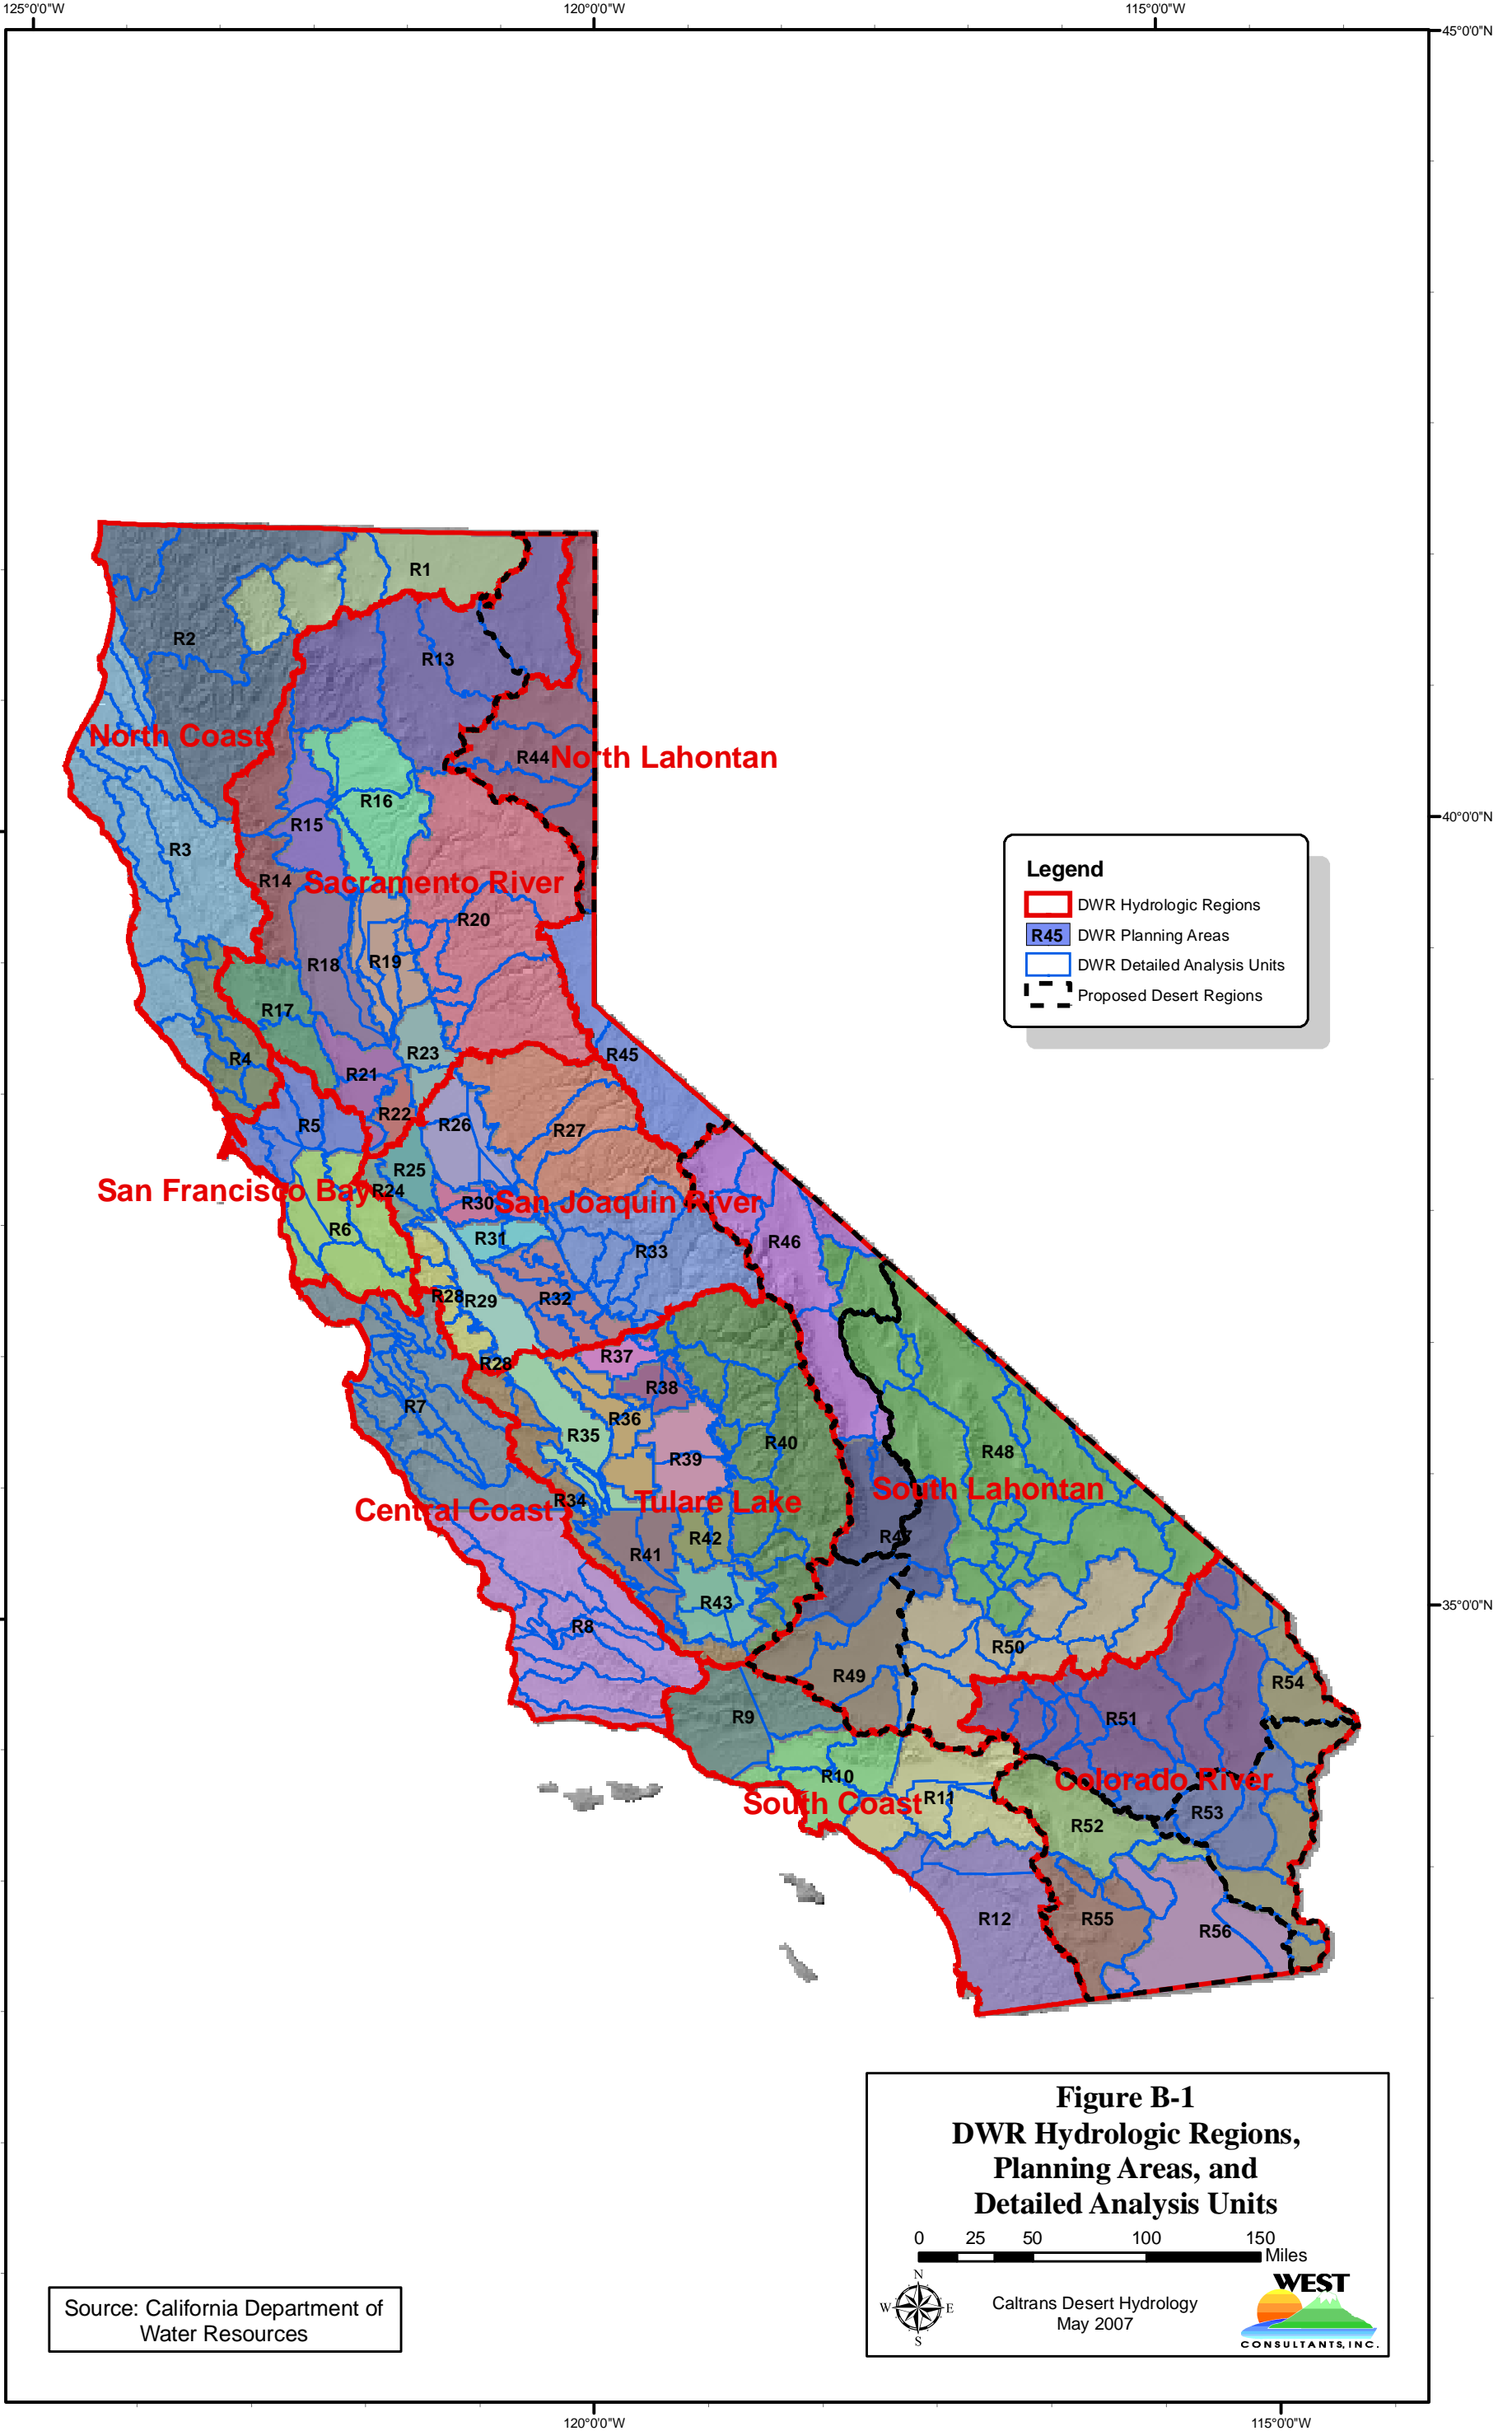 125°0'0"W 120°0'0"W 115°0'0"W
45°0'0"N
R1
R2
R13
North Coast
R44 North Lahontan
R16
R15
40°0'0"N
R3
Legend
DWR Hydrologic Regions
R45 DWR Planning Areas
DWR Detailed Analysis Units
Proposed Desert Regions
R14
Sacramento River
R20
R18
R19
R17
R23
R45
R4
R21
R22
R5
R26
R27
R25
San Francisco Bay
R24
R30
San Joaquin River
R6
R31
R33
R46
R28
R29
R32
R37
R28
R38
R7
R36
R35
R40
R48
R39
South Lahontan
Central Coast
R34
Tulare Lake
R42
R47
R41
R43
35°0'0"N
R8
R50
R49
R54
R9
R51
R10
Colorado River
South Coast
R11
R53
R52
R12
R55
R56
Figure B-1
DWR Hydrologic Regions,
Planning Areas, and
Detailed Analysis Units
0 25 50 100 150
Miles
N
W E
S
Caltrans Desert Hydrology
May 2007
WEST
CONSULTANTS, INC.
Source: California Department of
Water Resources
120°0'0"W 115°0'0"W